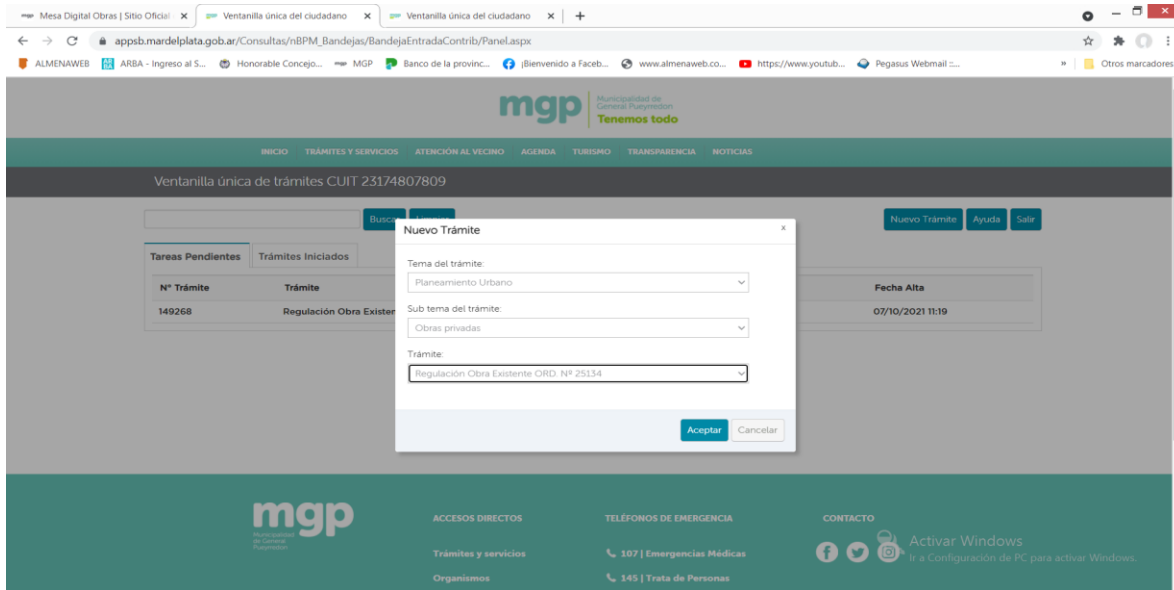 Mesa Digital Obras | Sitio Oficial
Ventanilla única del ciudadano
Ventanilla única del ciudadano
appsb.mardelplata.gob.ar/Consultas/nBPM_Bandejas/BandejaEntradaContrib/Panel.aspx
ALMENAWEB ARBA - Ingreso al S... Honorable Concejo... MGP Banco de la provinc... ¡Bienvenido a Faceb... www.almenaweb.co... https://www.youtub... Pegasus Webmail ::... » Otros marcadores
mgp
Municipalidad de
General Pueyrredon
Tenemos todo
INICIO TRÁMITES Y SERVICIOS ATENCIÓN AL VECINO AGENDA TURISMO TRANSPARENCIA NOTICIAS
Ventanilla única de trámites CUIT 23174807809
Buscar
Nuevo Trámite Ayuda Salir
Nuevo Trámite x
Tareas Pendientes Trámites Iniciados
Tema del trámite:
Planeamiento Urbano
Nº Trámite Trámite Fecha Alta
Sub tema del trámite:
149268 Regulación Obra Existen 07/10/2021 11:19
Obras privadas
Trámite:
Regulación Obra Existente ORD. Nº 25134
Aceptar Cancelar
mgp
Municipalidad
de General
Pueyrredon
ACCESOS DIRECTOS TELÉFONOS DE EMERGENCIA CONTACTO
Trámites y servicios 107 | Emergencias Médicas
Organismos 145 | Trata de Personas
Activar Windows
Ir a Configuración de PC para activar Windows.